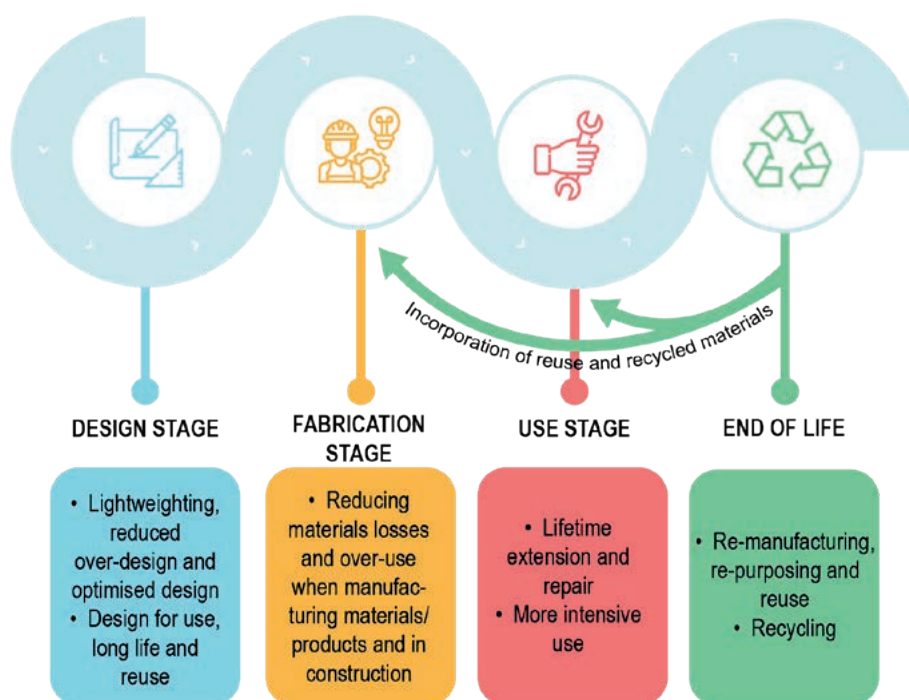 Incorporation of reuse and recycled materials
DESIGN STAGE
FABRICATION
STAGE
USE STAGE
END OF LIFE
• Lightweighting,
reduced
over-design and
optimised design
• Design for use,
long life and
reuse
• Reducing
materials losses
and over-use
when manufac-
turing materials/
products and in
construction
• Lifetime
extension and
repair
• More intensive
use
• Re-manufacturing,
re-purposing and
reuse
• Recycling